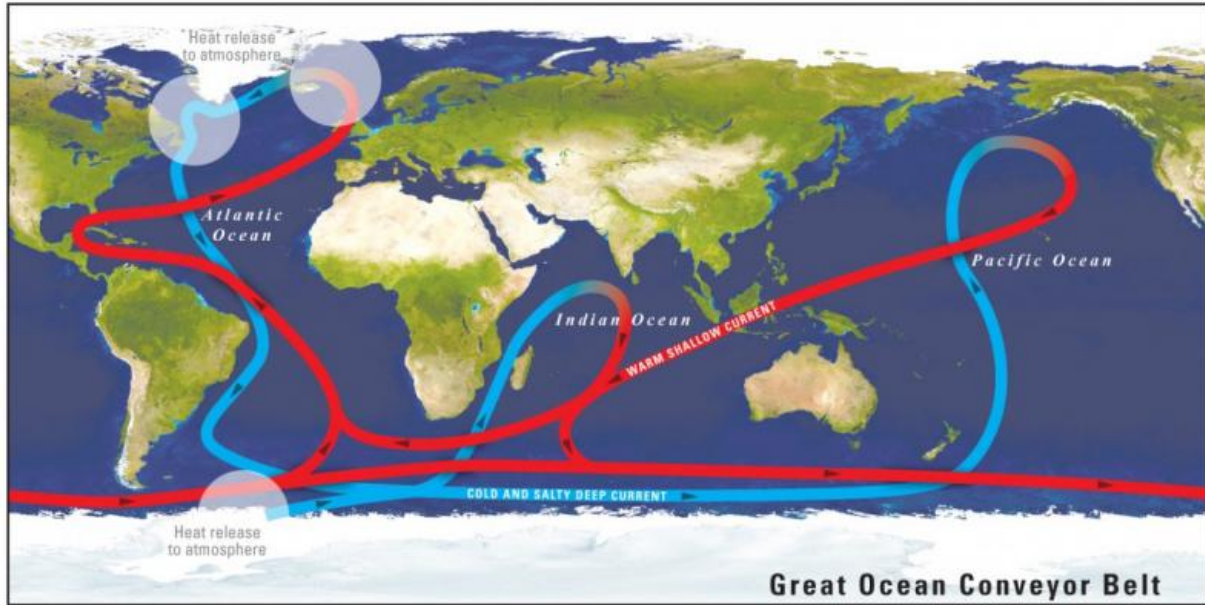 Heat release
to atmosphere
Atlantic
Ocean
Pacific Ocean
Indian Ocean
WARM SHALLOW CURRENT
COLD AND SALTY DEEP CURRENT
Heat release
to atmosphere
Great Ocean Conveyor Belt